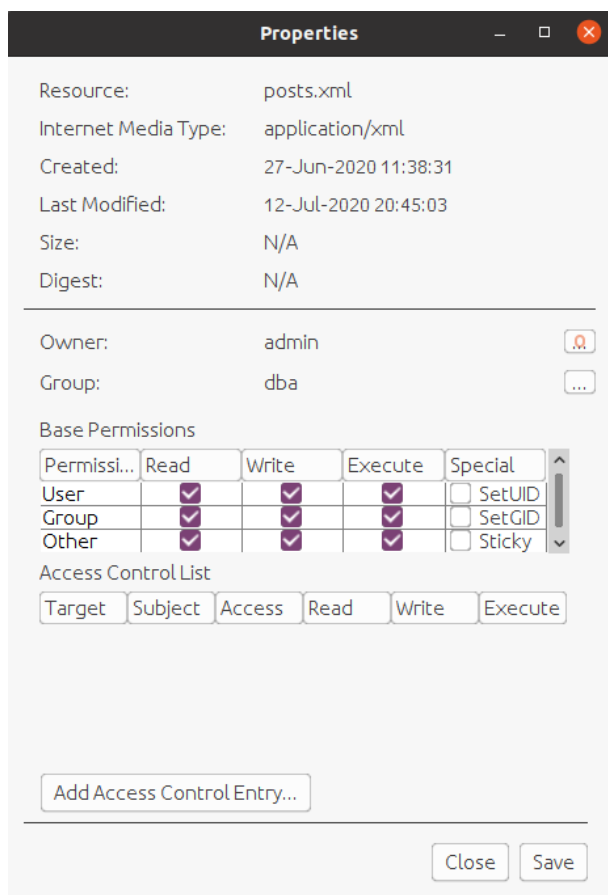 Properties
Resource: posts.xml
Internet Media Type: application/xml
Created: 27-Jun-2020 11:38:31
Last Modified: 12-Jul-2020 20:45:03
Size: N/A
Digest: N/A
Owner: admin
Group: dba
...
Base Permissions
Permissi... Read Write Execute Special
User SetUID
Group SetGID
Other Sticky
Access Control List
Target Subject Access Read Write Execute
Add Access Control Entry...
Close Save